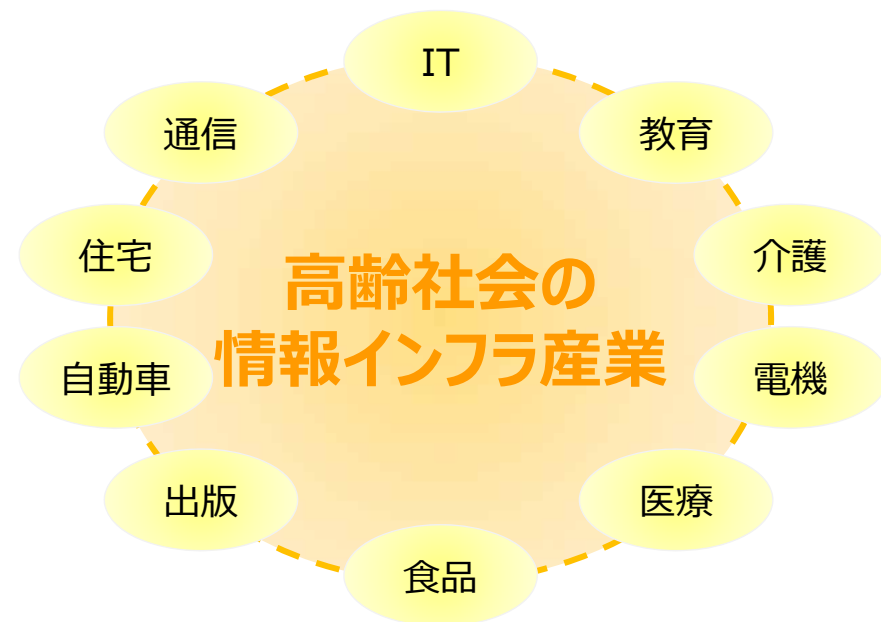 IT
通信
教育
住宅
介護
高齢社会の
情報インフラ産業
自動車
電機
出版
医療
食品